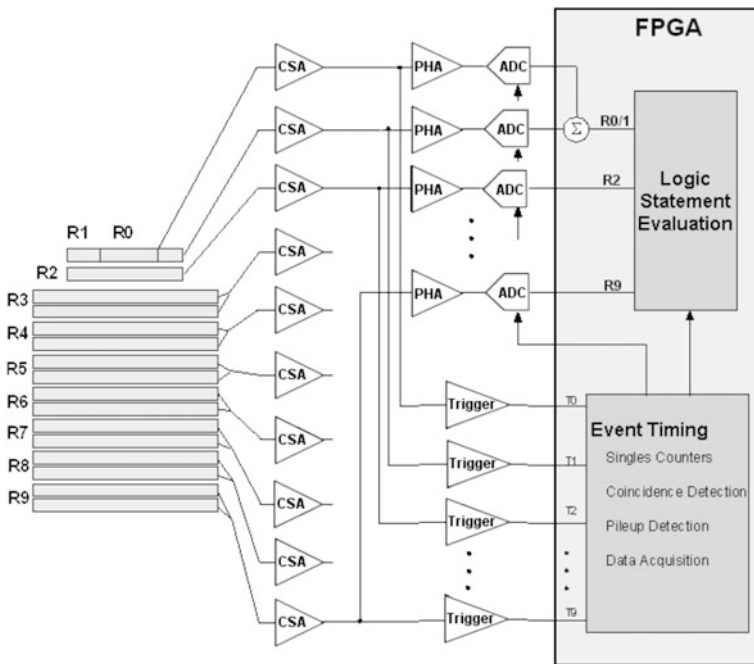 FPGA
CSA
PHA
ADC
CSA
PHA
ADC
Σ
R0/1
CSA
PHA
ADC
R2
Logic
Statement
Evaluation
R1 R0
R2
CSA
R3
CSA
PHA
ADC
R9
R4
R5
CSA
R6
CSA
Trigger
T0
R7
Event Timing
Singles Counters
R8
CSA
Trigger
T1
R9
Coincidence Detection
CSA
Trigger
T2
Pileup Detection
Data Acquisition
CSA
Trigger
T9